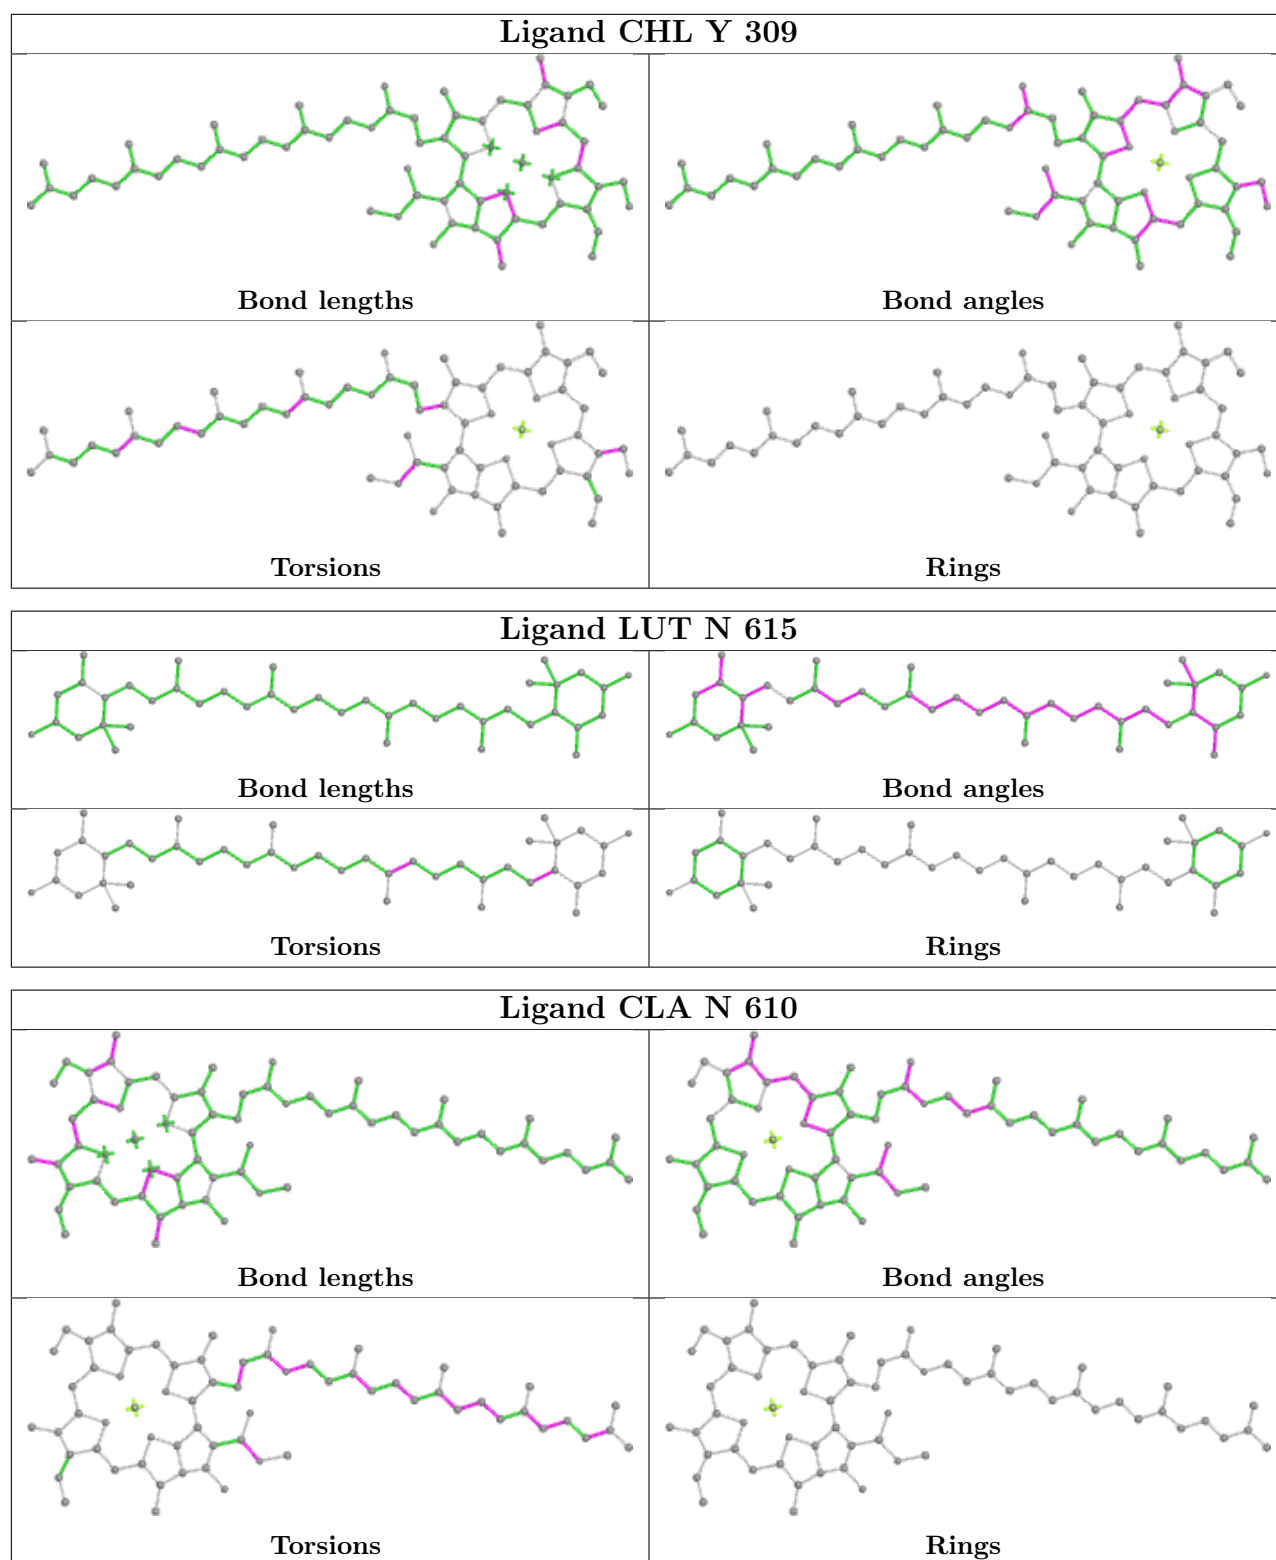 Ligand CHL Y 309
Bond lengths
Bond angles
Torsions
Rings
Ligand LUT N 615
Bond lengths
Bond angles
Torsions
Rings
Ligand CLA N 610
Bond lengths
Bond angles
Torsions
Rings